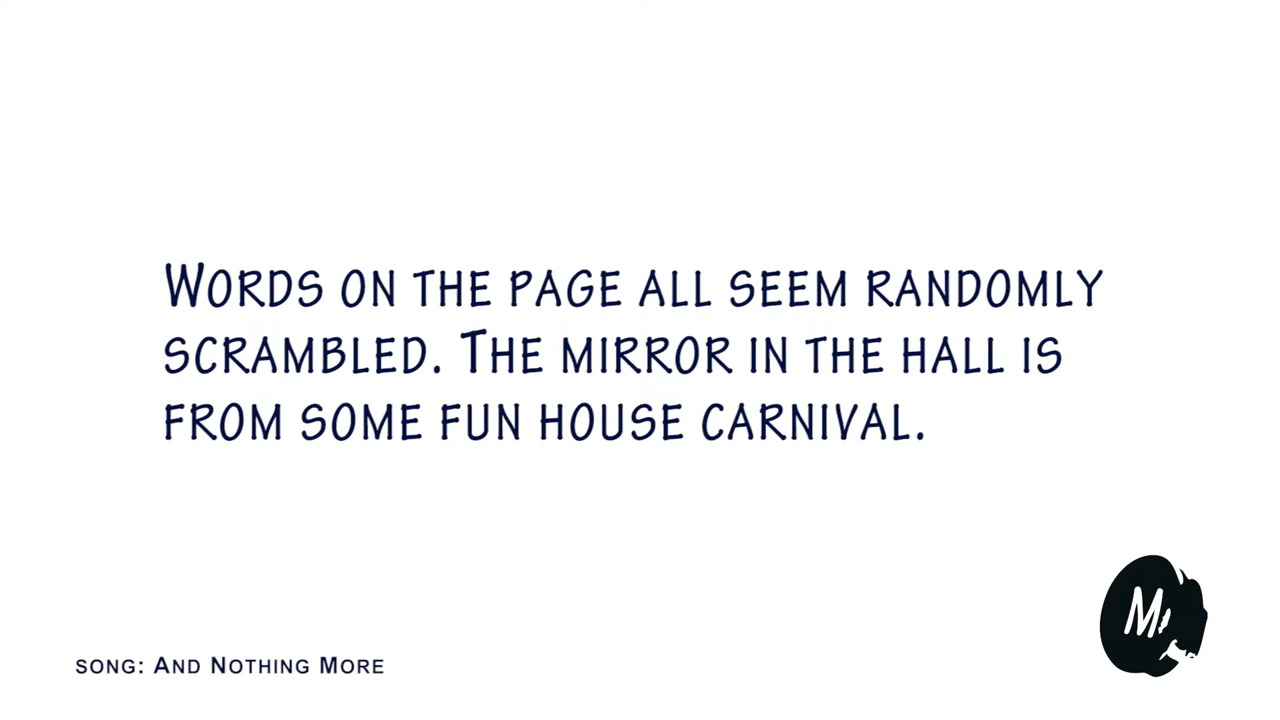 Words on the page all seem randomly
scrambled. The mirror in the hall is
from some fun house carnival.
M
song: And Nothing More